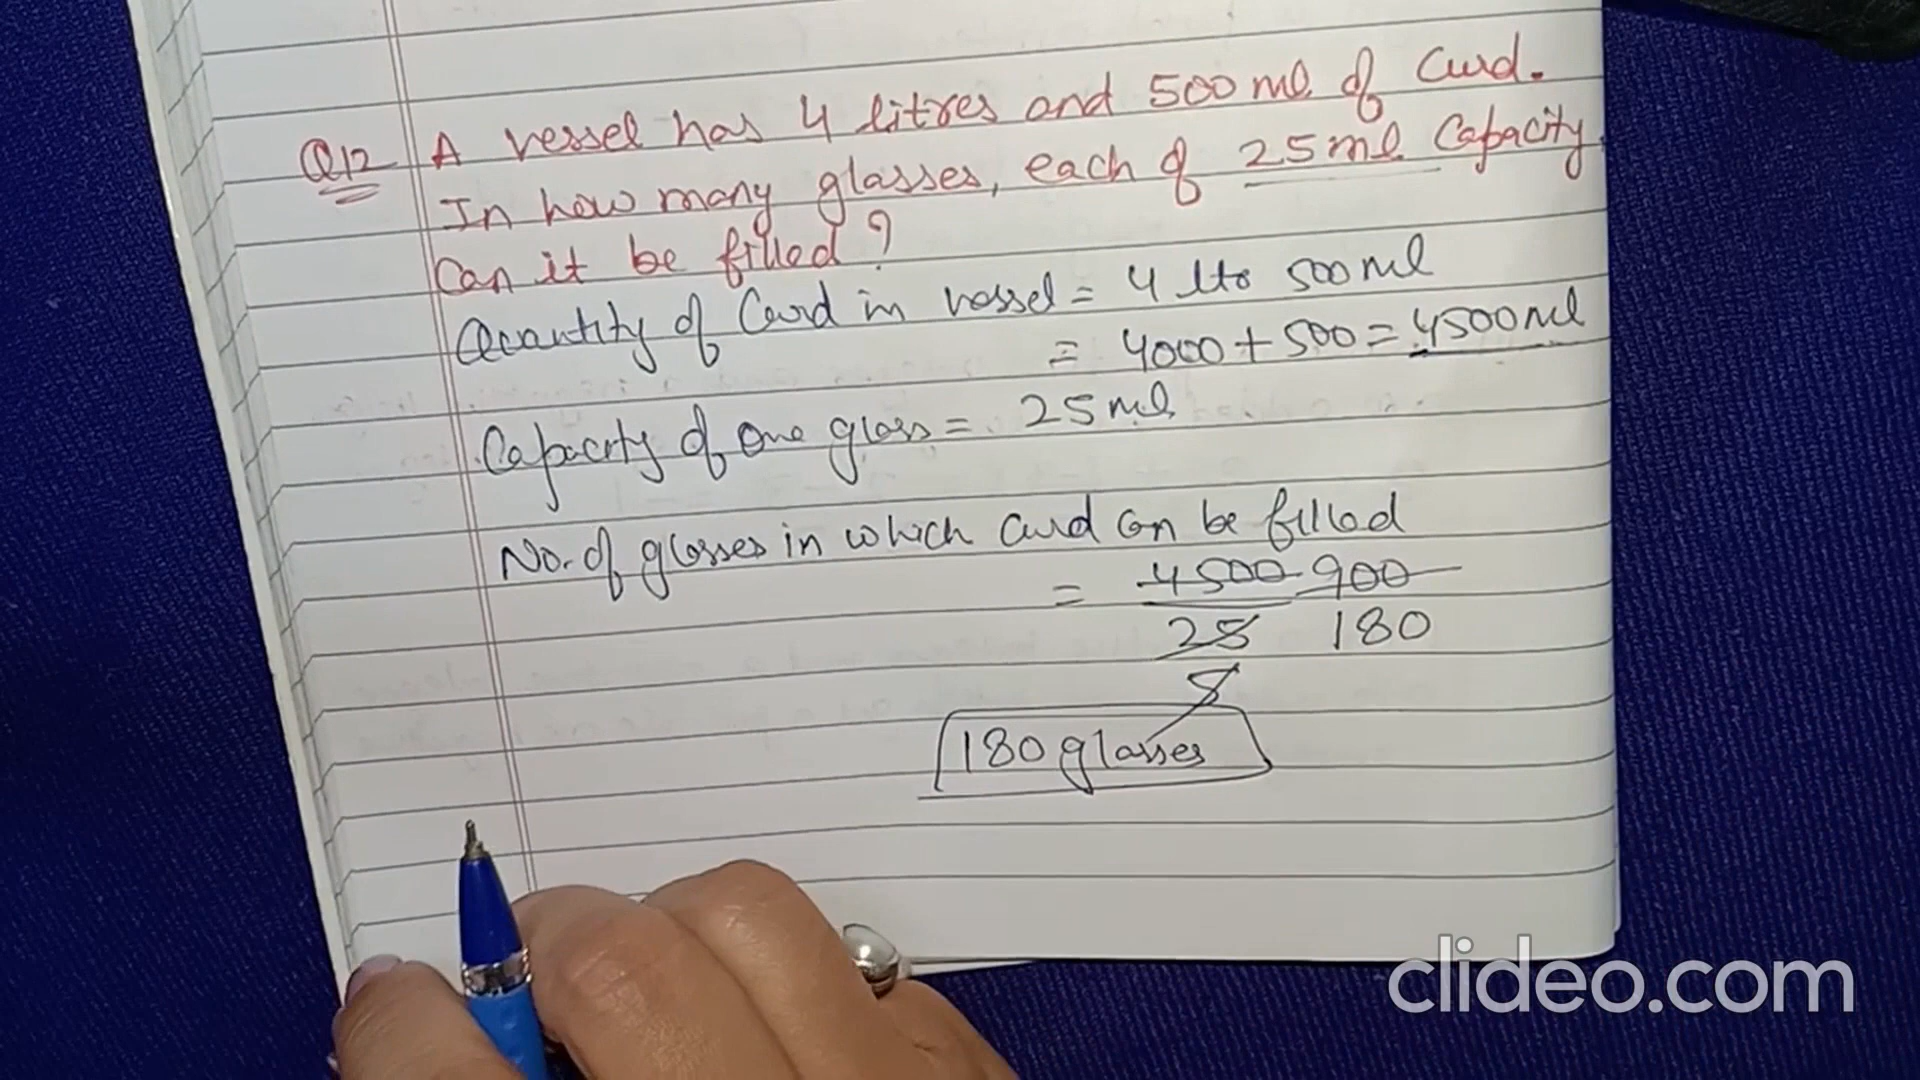 Q12 A vessel has 4 litres and 500 ml of Curd.
In how many glasses, each of 25 ml Capacity
Can it be filled?
Quantity of Curd in vessel = 4 ltr 500 ml
= 4000 + 500 = 4500 ml
Capacity of one glass = 25 ml
No. of glasses in which curd can be filled
= 4500 900
25 180
5
180 glasses
clideo.com